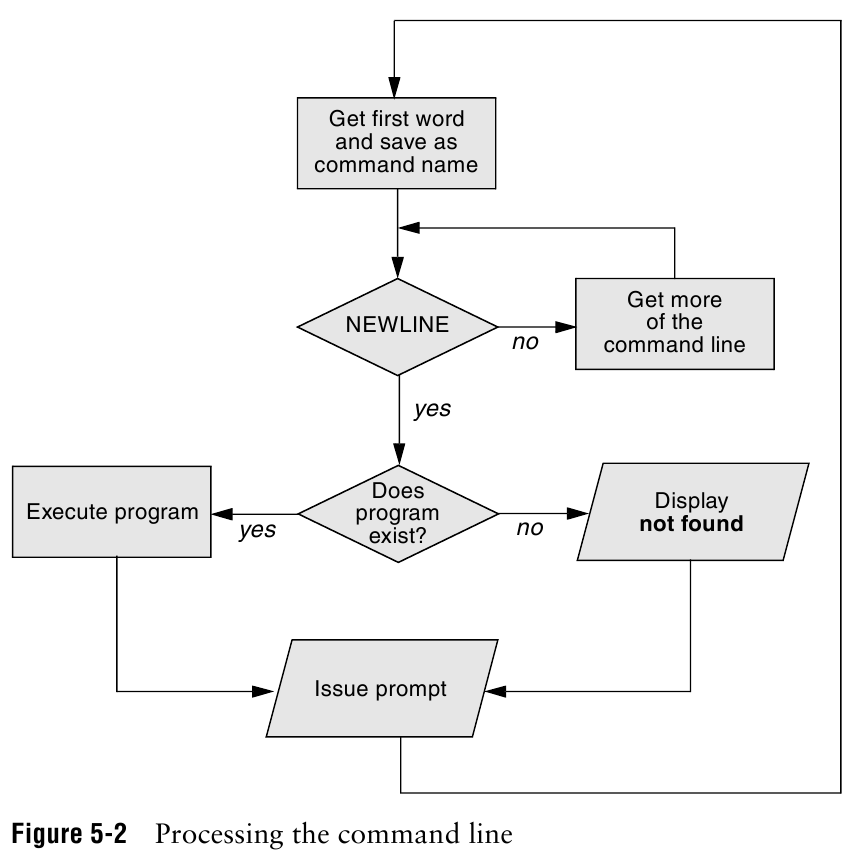 Get first word
and save as
command name
NEWLINE
no
Get more
of the
command line
yes
Execute program
yes
Does
program
exist?
no
Display
not found
Issue prompt
Figure 5-2 Processing the command line